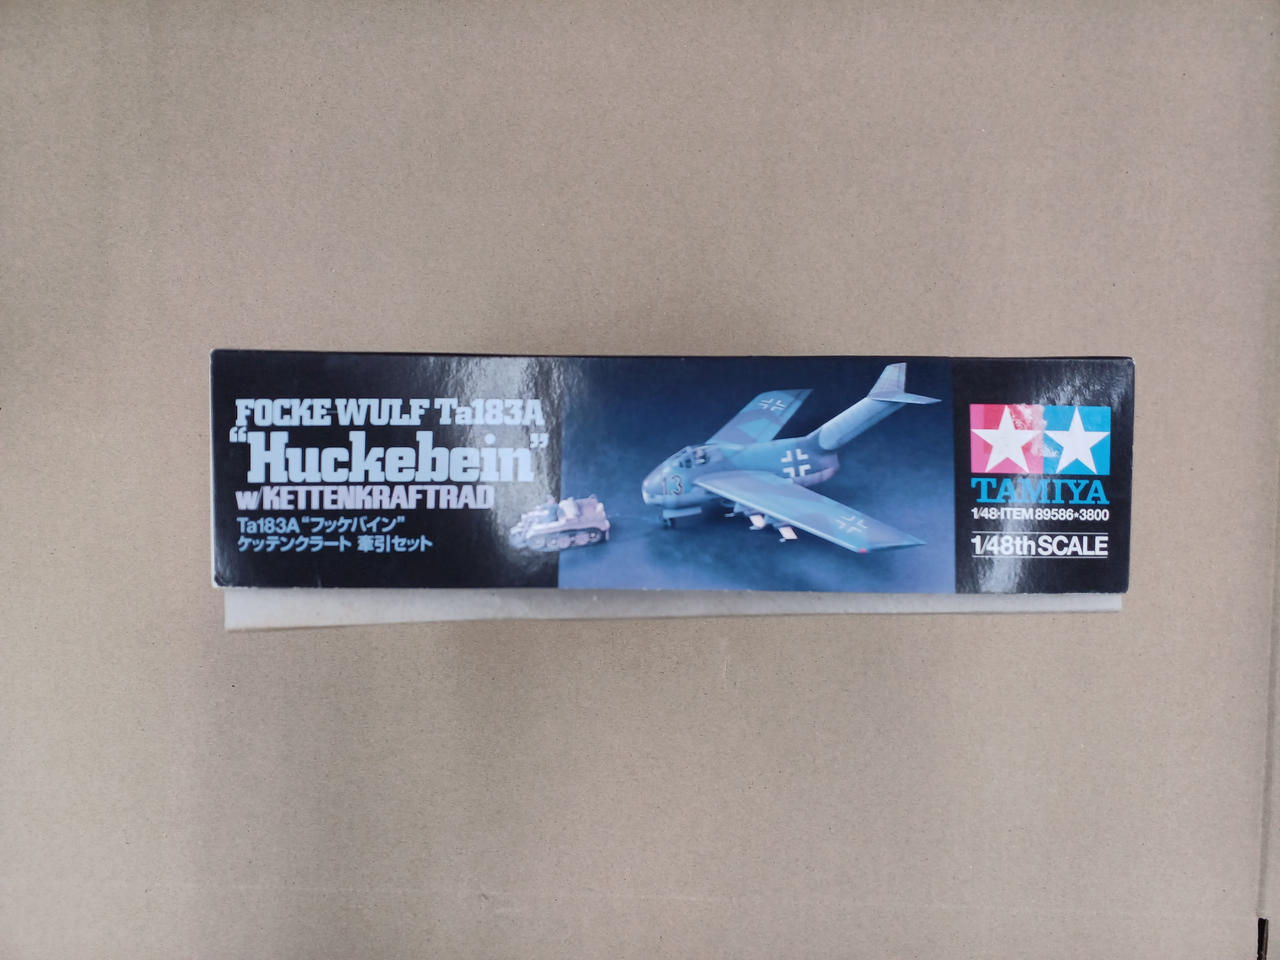 FOCKE-WULF Ta183A
"Huckebein"
w/KETTENKRAFTRAD
Ta183A“フッケバイン”
ケッテンクラート 牽引セット
13
TAMIYA
1/48•ITEM 89586★3800
1/48th SCALE